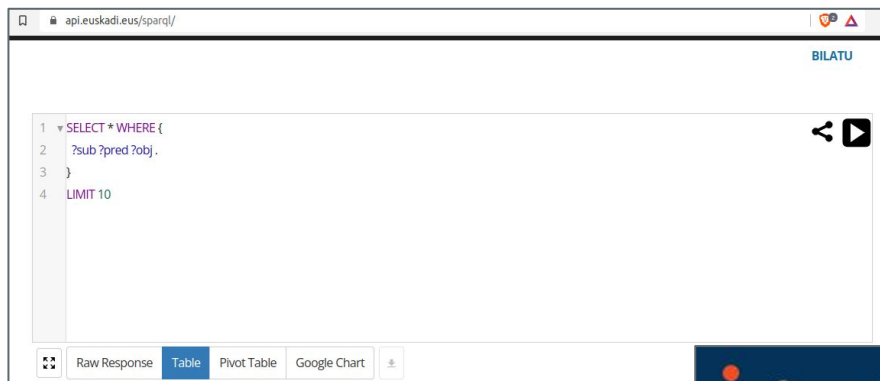 api.euskadi.eus/sparql/
2
BILATU
1 SELECT * WHERE {
2 ?sub ?pred ?obj .
3 }
4 LIMIT 10
Raw Response Table Pivot Table Google Chart